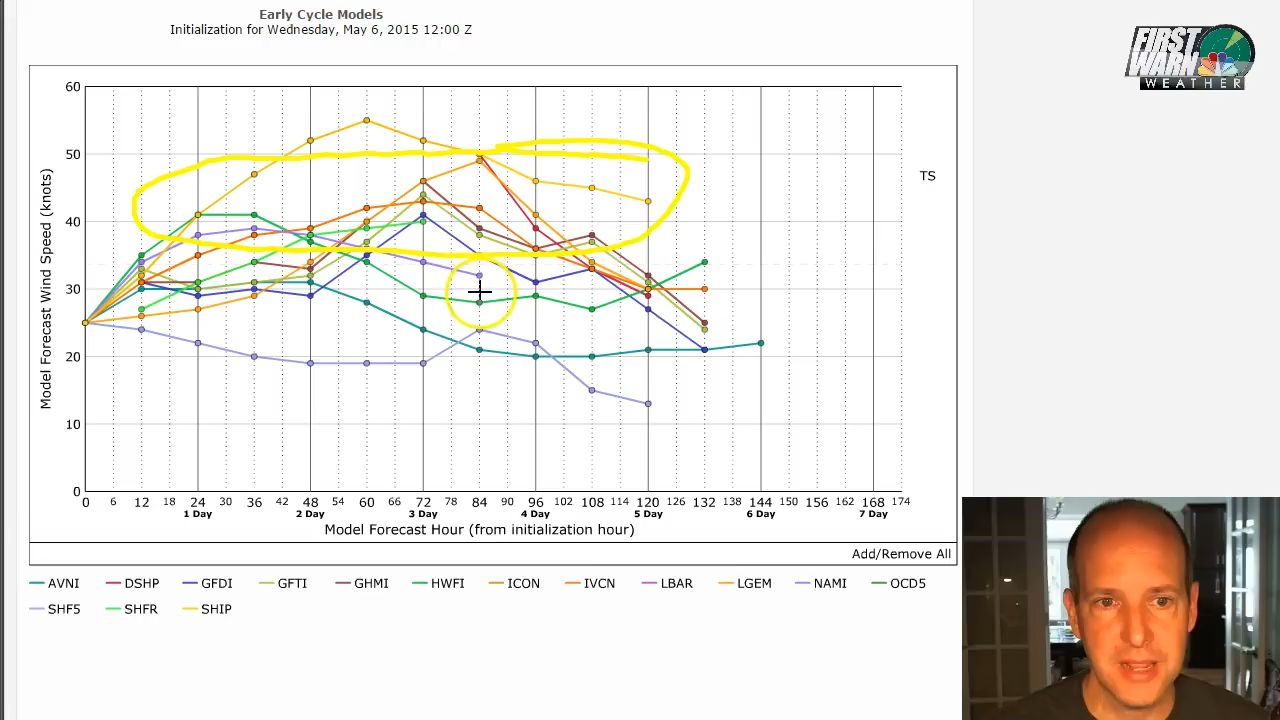 Early Cycle Models
Initialization for Wednesday, May 6, 2015 12:00 Z
FIRST
WARN
WEATHER
Model Forecast Wind Speed (knots)
60
50
40
30
20
10
0
TS
0 6 12 18 24 30 36 42 48 54 60 66 72 78 84 90 96 102 108 114 120 126 132 138 144 150 156 162 168 174
1 Day 2 Day 3 Day 4 Day 5 Day 6 Day 7 Day
Model Forecast Hour (from initialization hour)
Add/Remove All
AVNI DSHP GFDI GFTI GHMI HWFI ICON IVCN LBAR LGEM NAMI OCD5
SHF5 SHFR SHIP